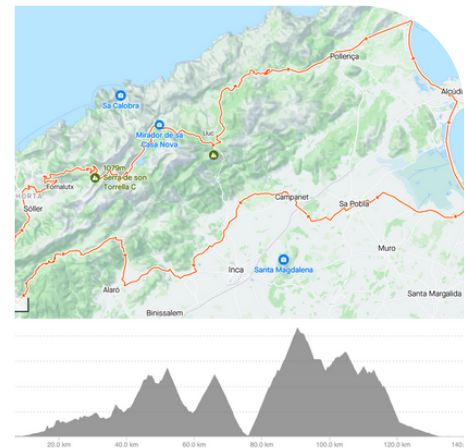 Pollença
Alcúdi
Sa Calobra
Mirador de sa
Casa Nova
Lluc
1079m
Serra de son
Torrella C
Fornalutx
HORTA
Sóller
Campanet
Sa Pobla
Muro
Inca
Santa Magdalena
Alaró
Santa Margalida
Binissalem
20.0 km
40.0 km
60.0 km
80.0 km
100.0 km
120.0 km
140.